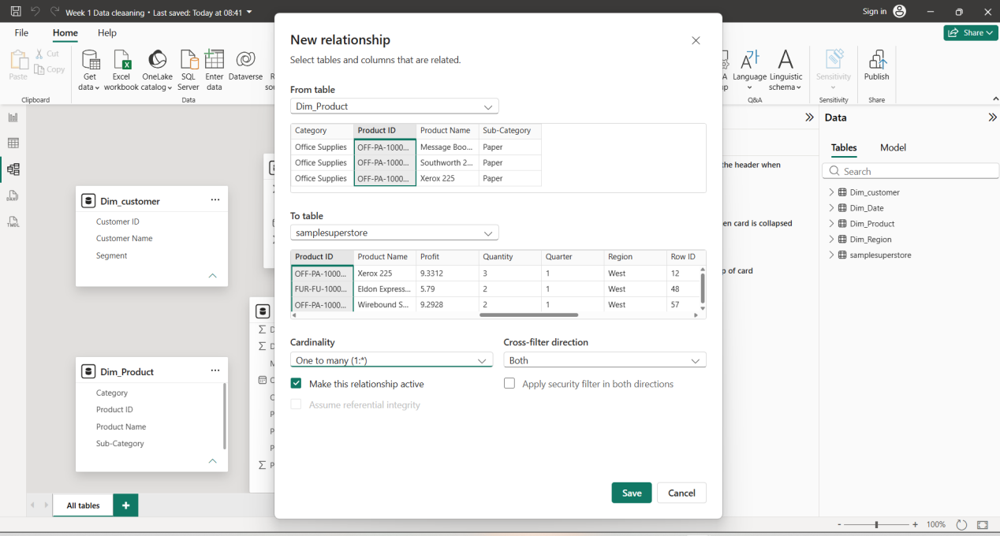 Week 1 Data cleaaning • Last saved: Today at 08:41
Sign in
File
Home
Help
Share
Paste
Cut
Copy
Clipboard
Get data
Excel workbook
OneLake catalog
SQL Server
Enter data
Dataverse
Data
Language
Linguistic schema
Q&A
Sensitivity
Sensitivity
Publish
Share
New relationship
Select tables and columns that are related.
From table
Dim_Product
Category Product ID Product Name Sub-Category
Office Supplies OFF-PA-1000... Message Boo... Paper
Office Supplies OFF-PA-1000... Southworth 2... Paper
Office Supplies OFF-PA-1000... Xerox 225 Paper
To table
samplesuperstore
Product ID Product Name Profit Quantity Quarter Region Row ID
OFF-PA-1000... Xerox 225 9.3312 3 1 West 12
FUR-FU-1000... Eldon Express... 5.79 2 1 West 48
OFF-PA-1000... Wirebound S... 9.2928 2 1 West 57
Cardinality
One to many (1:*)
Cross-filter direction
Both
Make this relationship active
Apply security filter in both directions
Assume referential integrity
Save
Cancel
Dim_customer
Customer ID
Customer Name
Segment
Dim_Product
Category
Product ID
Product Name
Sub-Category
the header when
en card is collapsed
p of card
Data
Tables
Model
Search
Dim_customer
Dim_Date
Dim_Product
Dim_Region
samplesuperstore
All tables
+
- + 100%